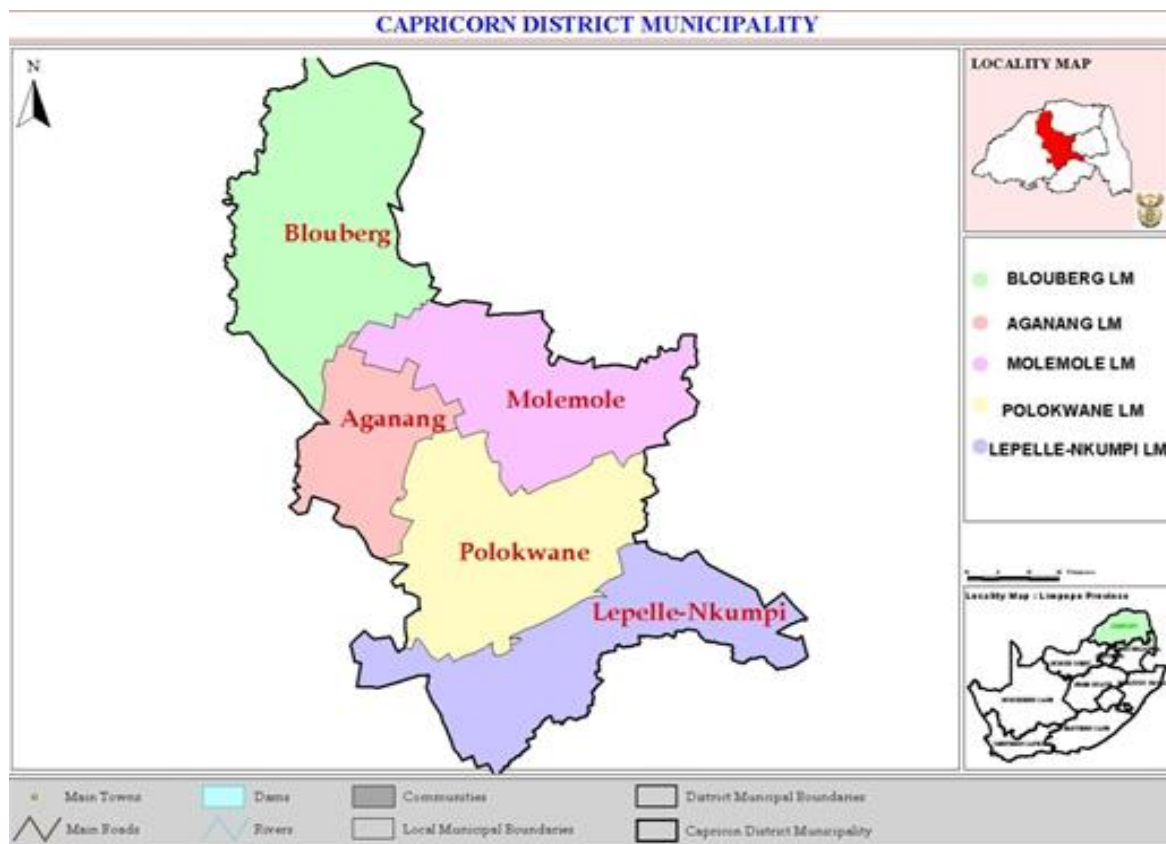 CAPRICORN DISTRICT MUNICIPALITY
N
LOCALITY MAP
Blouberg
Molemole
Aganang
Polokwane
Lepelle-Nkumpi
BLOUBERG LM
AGANANG LM
MOLEMOLE LM
POLOKWANE LM
LEPELLE-NKUMPI LM
Locality Map : Limpopo Province
Main Towns
Dams
Communities
District Municipal Boundaries
Main Roads
Rivers
Local Municipal Boundaries
Capricon District Municipality